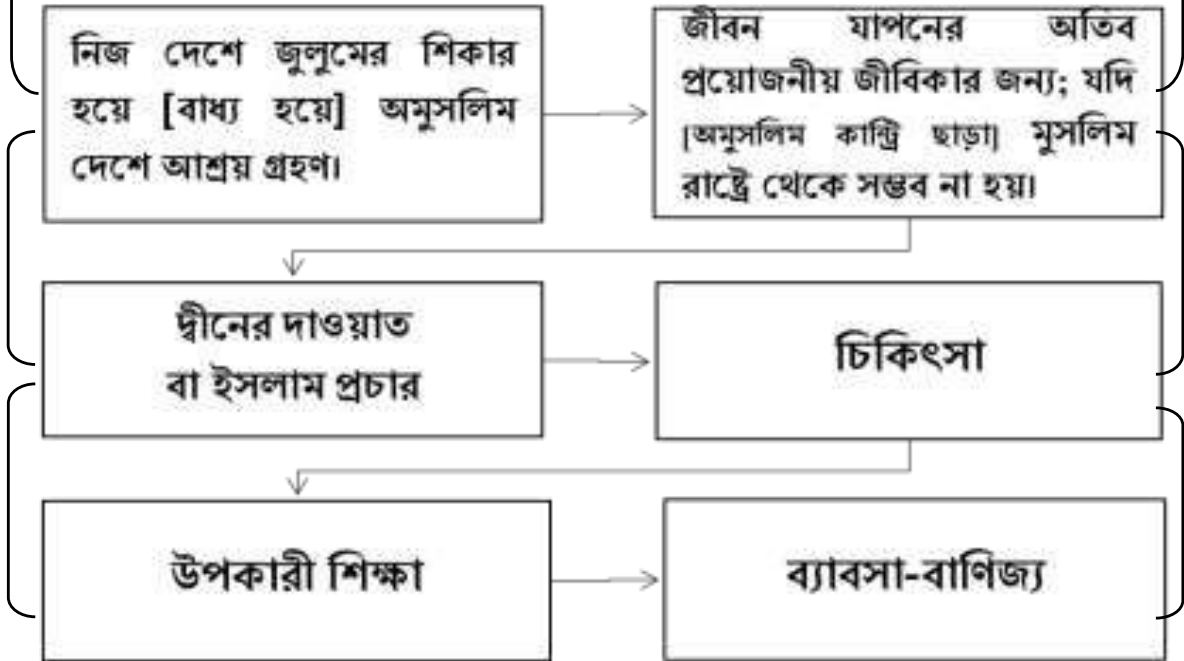 নিজ দেশে জুলুমের শিকার
হয়ে [বাধ্য হয়ে] অমুসলিম
দেশে আশ্রয় গ্রহণ।
জীবন যাপনের অতিব
প্রয়োজনীয় জীবিকার জন্য; যদি
[অমুসলিম কান্ট্রি ছাড়া] মুসলিম
রাষ্ট্রে থেকে সম্ভব না হয়।
দ্বীনের দাওয়াত
বা ইসলাম প্রচার
চিকিৎসা
উপকারী শিক্ষা
ব্যাবসা-বাণিজ্য